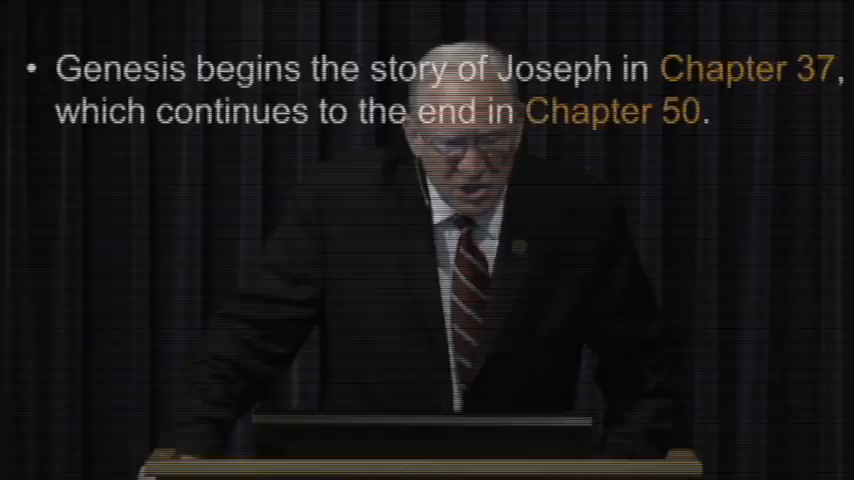 • Genesis begins the story of Joseph in Chapter 37,
which continues to the end in Chapter 50.